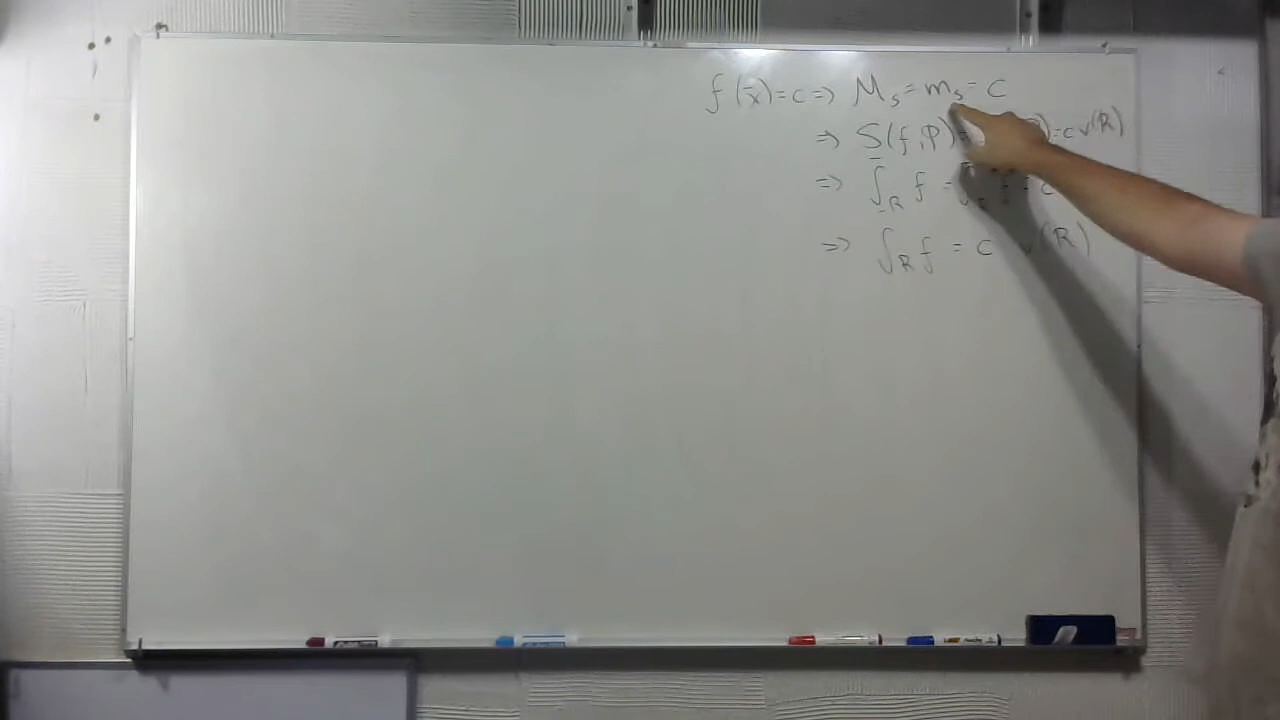 f(x̄)=c ⇒ M_s = m_s = c
⇒ S̲(f,P)= P)=c v(R)
⇒ ∫̲_R f = f = c
⇒ ∫_R f = c v(R)